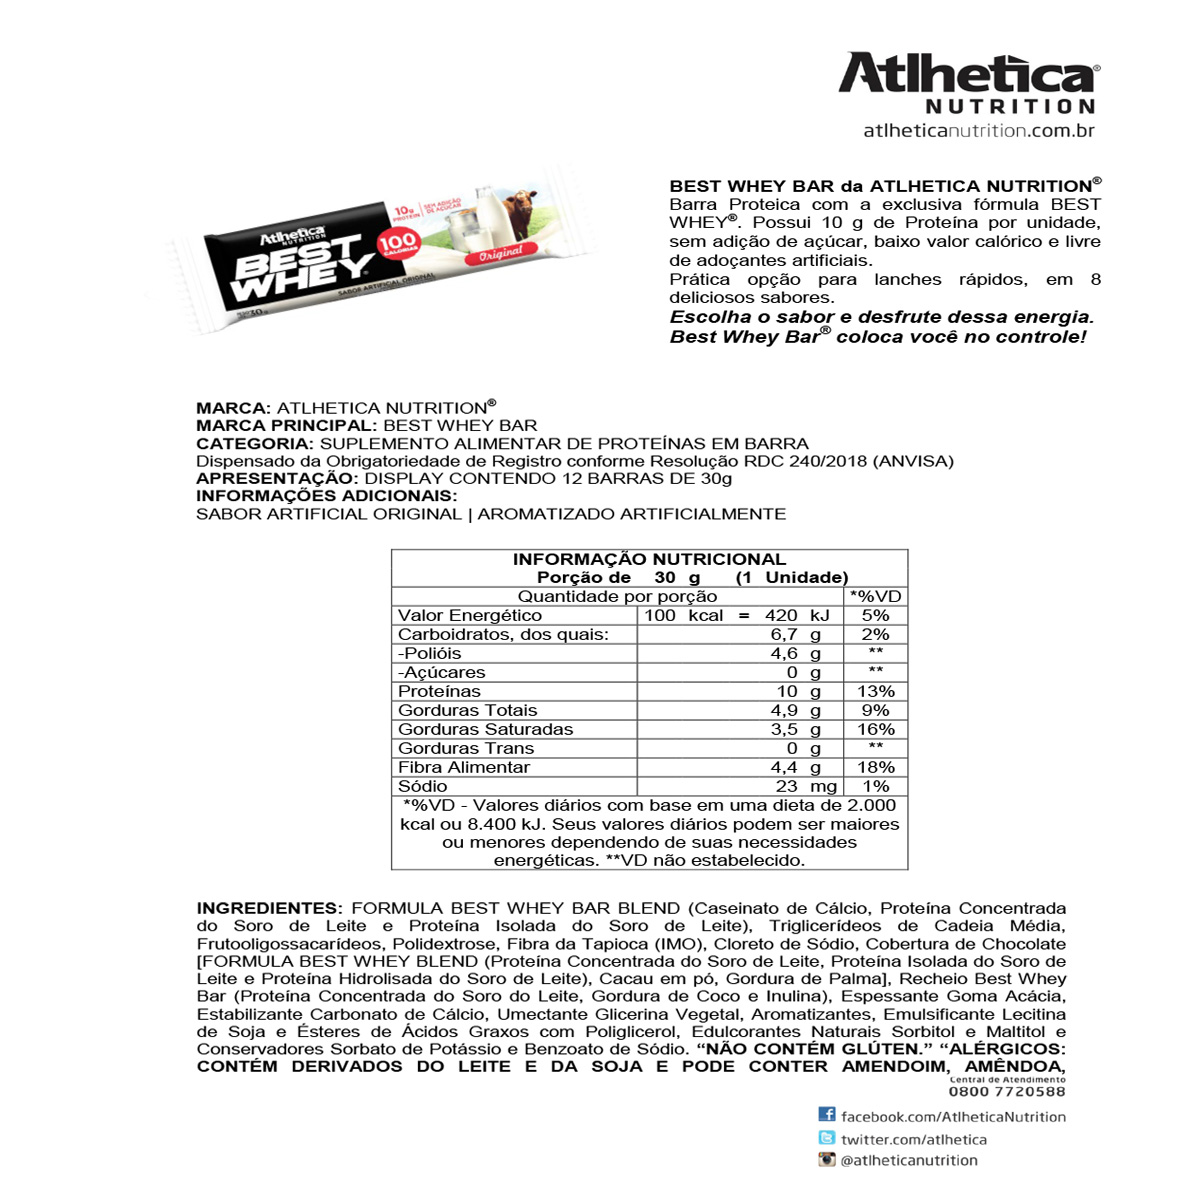 Atlhetica®
NUTRITION
atlheticanutrition.com.br
BEST WHEY BAR da ATLHETICA NUTRITION®
Barra Proteica com a exclusiva fórmula BEST
WHEY®. Possui 10 g de Proteína por unidade,
sem adição de açúcar, baixo valor calórico e livre
de adoçantes artificiais.
Prática opção para lanches rápidos, em 8
deliciosos sabores.
Escolha o sabor e desfrute dessa energia.
Best Whey Bar® coloca você no controle!
Atlhetica
NUTRITION
BEST
WHEY®
SABOR ARTIFICIAL ORIGINAL
30g
10g
PROTEIN
SEM ADIÇÃO
DE AÇÚCAR
100
CALORIAS
Original
MARCA: ATLHETICA NUTRITION®
MARCA PRINCIPAL: BEST WHEY BAR
CATEGORIA: SUPLEMENTO ALIMENTAR DE PROTEÍNAS EM BARRA
Dispensado da Obrigatoriedade de Registro conforme Resolução RDC 240/2018 (ANVISA)
APRESENTAÇÃO: DISPLAY CONTENDO 12 BARRAS DE 30g
INFORMAÇÕES ADICIONAIS:
SABOR ARTIFICIAL ORIGINAL | AROMATIZADO ARTIFICIALMENTE
INFORMAÇÃO NUTRICIONAL
Porção de 30 g (1 Unidade)
Quantidade por porção *%VD
Valor Energético 100 kcal = 420 kJ 5%
Carboidratos, dos quais: 6,7 g 2%
-Polióis 4,6 g **
-Açúcares 0 g **
Proteínas 10 g 13%
Gorduras Totais 4,9 g 9%
Gorduras Saturadas 3,5 g 16%
Gorduras Trans 0 g **
Fibra Alimentar 4,4 g 18%
Sódio 23 mg 1%
*%VD - Valores diários com base em uma dieta de 2.000
kcal ou 8.400 kJ. Seus valores diários podem ser maiores
ou menores dependendo de suas necessidades
energéticas. **VD não estabelecido.
INGREDIENTES: FORMULA BEST WHEY BAR BLEND (Caseinato de Cálcio, Proteína Concentrada
do Soro de Leite e Proteína Isolada do Soro de Leite), Triglicerídeos de Cadeia Média,
Frutooligossacarídeos, Polidextrose, Fibra da Tapioca (IMO), Cloreto de Sódio, Cobertura de Chocolate
[FORMULA BEST WHEY BLEND (Proteína Concentrada do Soro de Leite, Proteína Isolada do Soro de
Leite e Proteína Hidrolisada do Soro de Leite), Cacau em pó, Gordura de Palma], Recheio Best Whey
Bar (Proteína Concentrada do Soro do Leite, Gordura de Coco e Inulina), Espessante Goma Acácia,
Estabilizante Carbonato de Cálcio, Umectante Glicerina Vegetal, Aromatizantes, Emulsificante Lecitina
de Soja e Ésteres de Ácidos Graxos com Poliglicerol, Edulcorantes Naturais Sorbitol e Maltitol e
Conservadores Sorbato de Potássio e Benzoato de Sódio. “NÃO CONTÉM GLÚTEN.” “ALÉRGICOS:
CONTÉM DERIVADOS DO LEITE E DA SOJA E PODE CONTER AMENDOIM, AMÊNDOA,
Central de Atendimento
0800 7720588
facebook.com/AtlheticaNutrition
twitter.com/atlhetica
@atlheticanutrition